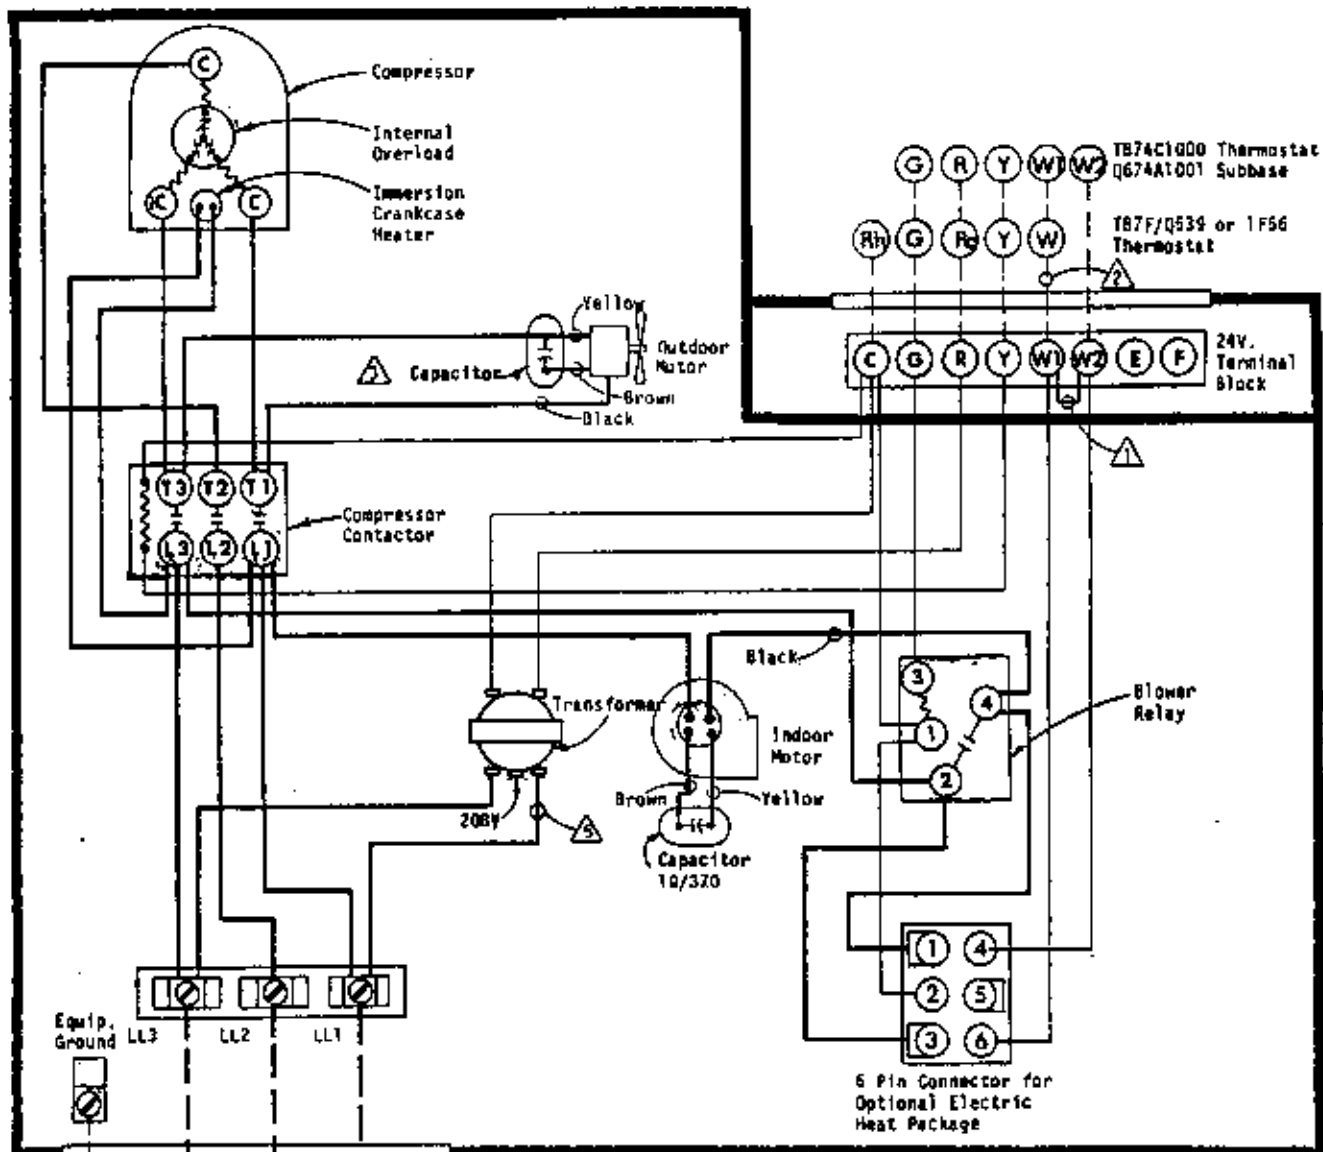 C
Compressor
Internal
Overload
C
C
Immersion
Crankcase
Heater
G R Y W1 W2
T874C1000 Thermostat
Q674A1001 Subbase
Rh G Rc Y W
T87F/Q539 or 1F56
Thermostat
2
Yellow
Outdoor
Motor
Capacitor
Brown
Black
C G R Y W1 W2 E F
24V.
Terminal
Block
1
T3 T2 T1
L3 L2 L1
Compressor
Contactor
Black
3
4
1
2
Blower
Relay
Transformer
Indoor
Motor
208V
5
Brown
Yellow
Capacitor
10/370
1 4
2 5
3 6
6 Pin Connector for
Optional Electric
Heat Package
LL3 LL2 LL1
Equip.
Ground